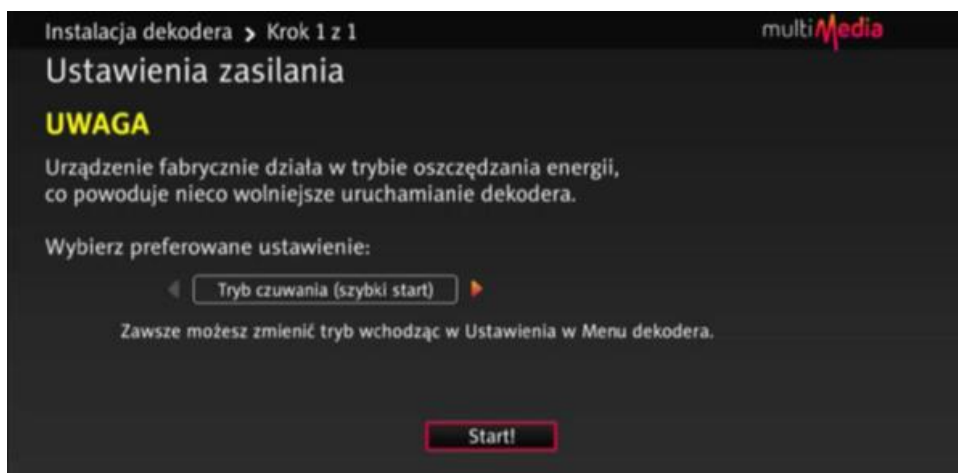 Instalacja dekodera > Krok 1 z 1
multiMedia
Ustawienia zasilania
UWAGA
Urządzenie fabrycznie działa w trybie oszczędzania energii,
co powoduje nieco wolniejsze uruchamianie dekodera.
Wybierz preferowane ustawienie:
Tryb czuwania (szybki start)
Zawsze możesz zmienić tryb wchodząc w Ustawienia w Menu dekodera.
Start!